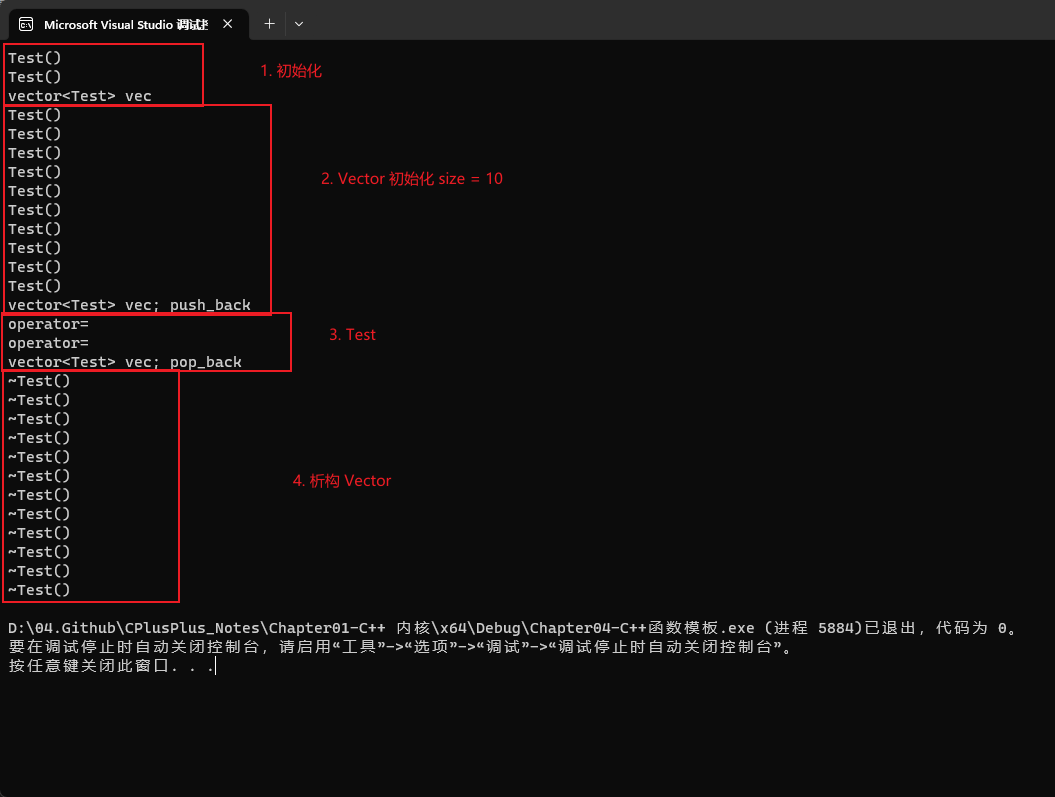 Microsoft Visual Studio 调试控
Test()
Test()
vector<Test> vec
1. 初始化
Test()
Test()
Test()
Test()
Test()
Test()
Test()
Test()
Test()
Test()
vector<Test> vec; push_back
2. Vector 初始化 size = 10
operator=
operator=
vector<Test> vec; pop_back
3. Test
~Test()
~Test()
~Test()
~Test()
~Test()
~Test()
~Test()
~Test()
~Test()
~Test()
~Test()
~Test()
4. 析构 Vector
D:\04.Github\CPlusPlus_Notes\Chapter01-C++ 内核\x64\Debug\Chapter04-C++函数模板.exe (进程 5884)已退出，代码为 0。
要在调试停止时自动关闭控制台，请启用“工具”->“选项”->“调试”->“调试停止时自动关闭控制台”。
按任意键关闭此窗口. . .